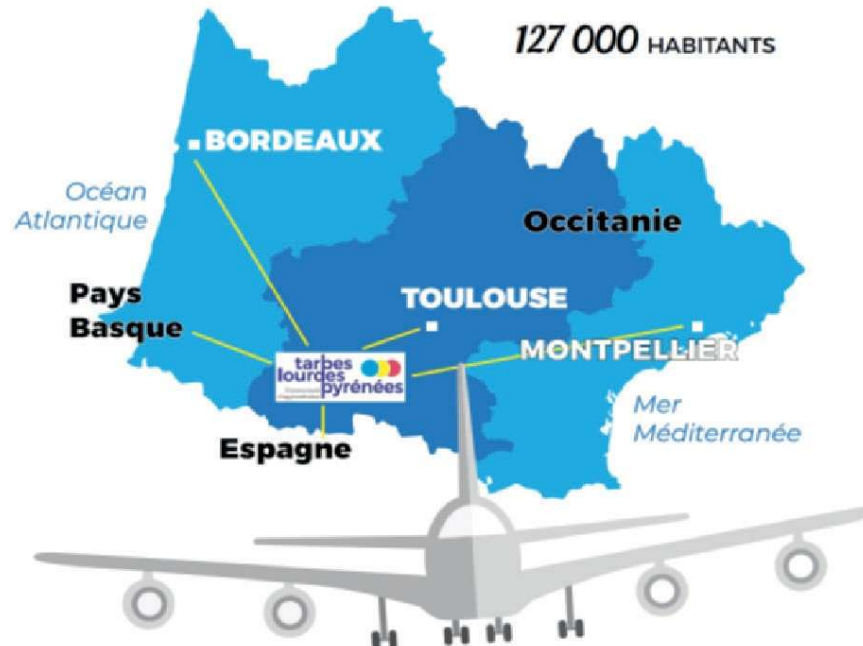 127 000 HABITANTS
BORDEAUX
Océan
Atlantique
Occitanie
Pays
Basque
TOULOUSE
MONTPELLIER
tarbes
lourdes
pyrénées
Mer
Méditerranée
Espagne